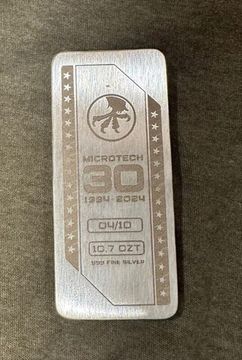 MICROTECH
30
1994-2024
04/10
10.7 OZT
999 FINE SILVER